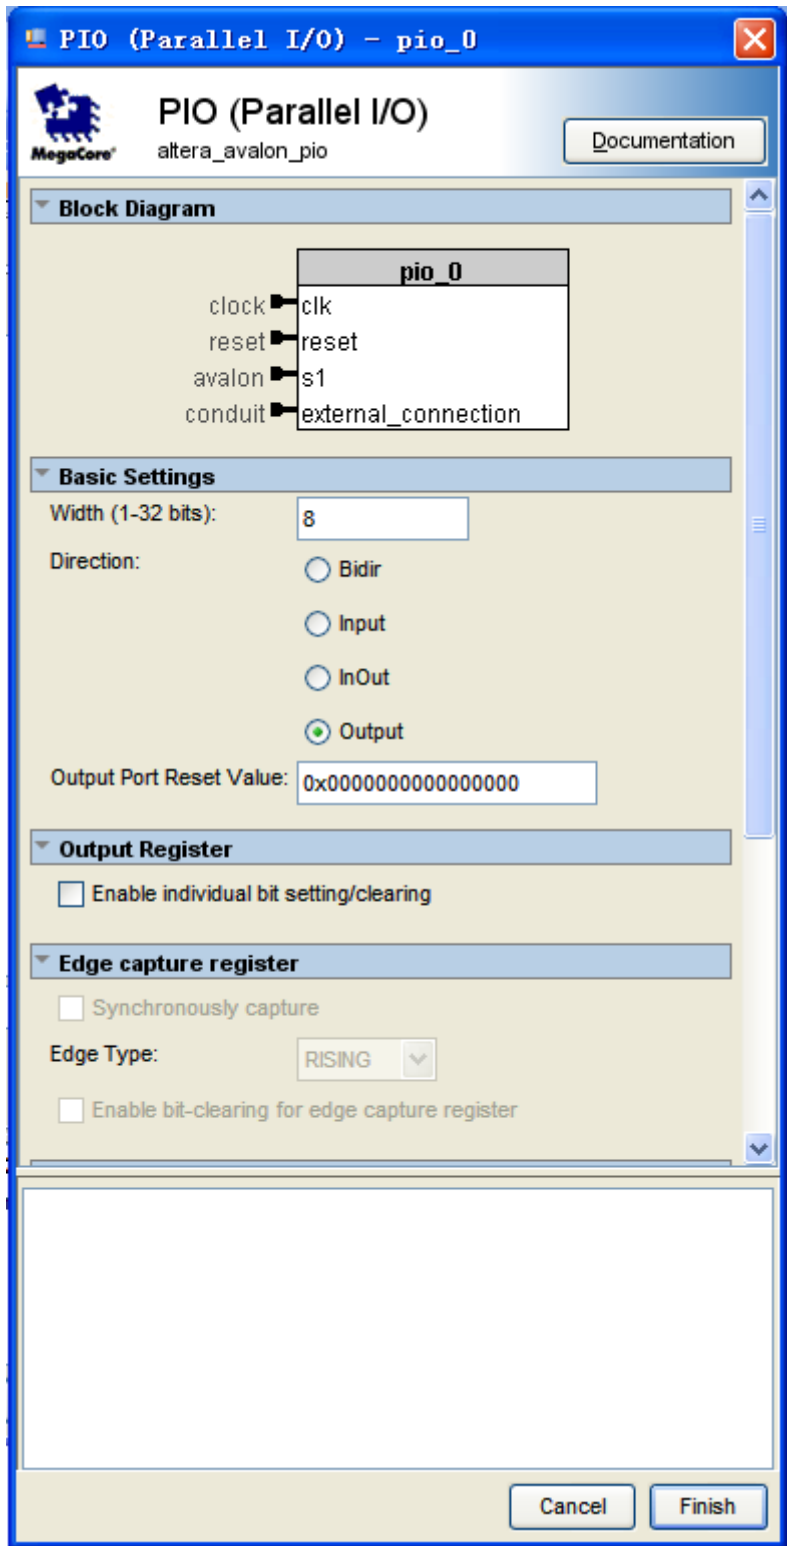 PIO (Parallel I/O) - pio_0
PIO (Parallel I/O)
altera_avalon_pio
MegaCore®
Documentation
Block Diagram
pio_0
clock clk
reset reset
avalon s1
conduit external_connection
Basic Settings
Width (1-32 bits): 8
Direction:
Bidir
Input
InOut
Output
Output Port Reset Value: 0x0000000000000000
Output Register
Enable individual bit setting/clearing
Edge capture register
Synchronously capture
Edge Type: RISING
Enable bit-clearing for edge capture register
Cancel Finish